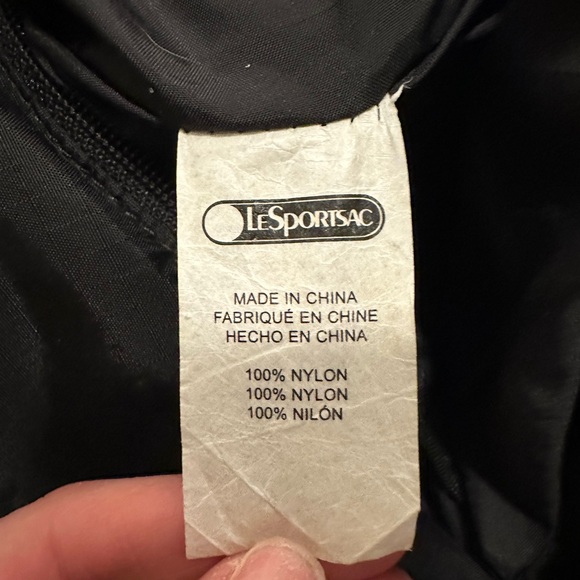 LESPORTSAC
MADE IN CHINA
FABRIQUÉ EN CHINE
HECHO EN CHINA
100% NYLON
100% NYLON
100% NILÓN